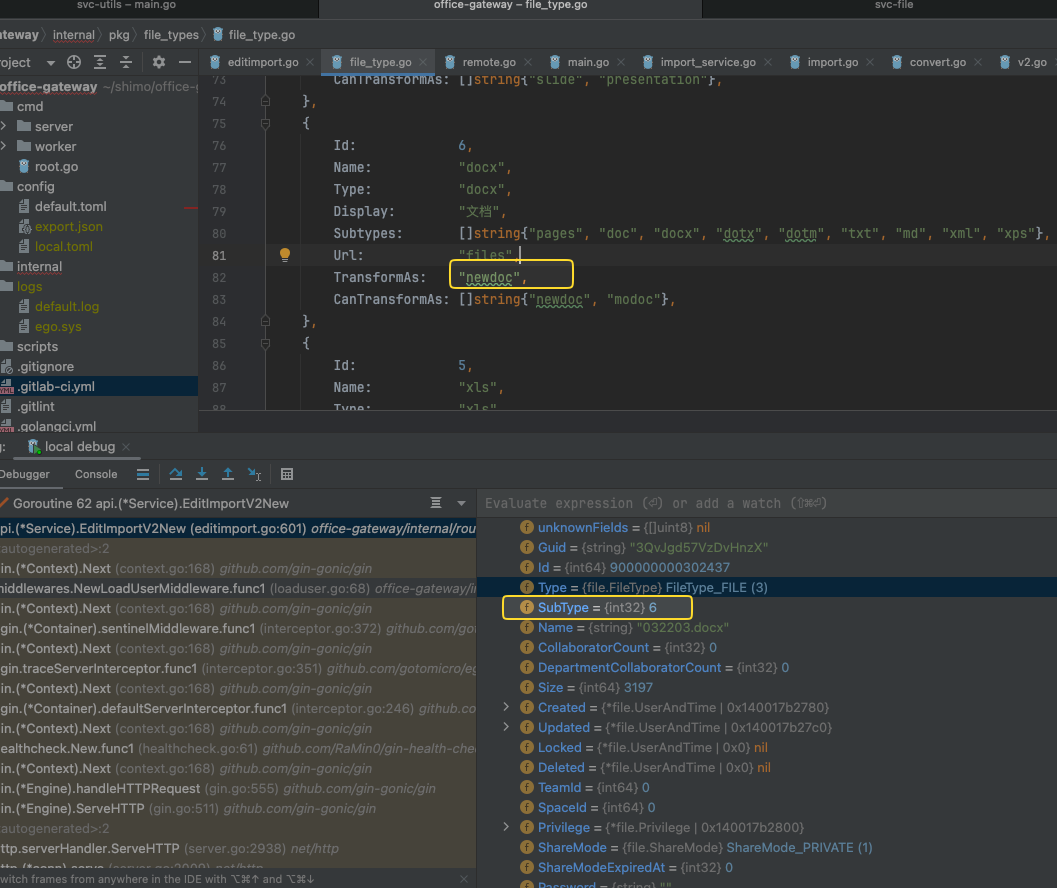 svc-utils – main.go office-gateway – file_type.go svc-file
ateway internal pkg file_types file_type.go
roject editimport.go file_type.go remote.go main.go import_service.go import.go convert.go v2.go
office-gateway ~/shimo/office-g
cmd
server
worker
root.go
config
default.toml
export.json
local.toml
internal
logs
default.log
ego.sys
scripts
.gitignore
.gitlab-ci.yml
.gitlint
.golangci.yml
73 CanTransformAs: []string{"slide", "presentation"},
74 },
75 {
76 Id: 6,
77 Name: "docx",
78 Type: "docx",
79 Display: "文档",
80 Subtypes: []string{"pages", "doc", "docx", "dotx", "dotm", "txt", "md", "xml", "xps"},
81 Url: "files",
82 TransformAs: "newdoc",
83 CanTransformAs: []string{"newdoc", "modoc"},
84 },
85 {
86 Id: 5,
87 Name: "xls",
88 Type: "xls",
g: local debug
Debugger Console
Goroutine 62 api.(*Service).EditImportV2New
pi.(*Service).EditImportV2New (editimport.go:601) office-gateway/internal/rou
<autogenerated>:2
in.(*Context).Next (context.go:168) github.com/gin-gonic/gin
middlewares.NewLoadUserMiddleware.func1 (loaduser.go:68) office-gateway/in
in.(*Context).Next (context.go:168) github.com/gin-gonic/gin
gin.(*Container).sentinelMiddleware.func1 (interceptor.go:372) github.com/go
in.(*Context).Next (context.go:168) github.com/gin-gonic/gin
gin.traceServerInterceptor.func1 (interceptor.go:351) github.com/gotomicro/eg
in.(*Context).Next (context.go:168) github.com/gin-gonic/gin
gin.(*Container).defaultServerInterceptor.func1 (interceptor.go:246) github.co
in.(*Context).Next (context.go:168) github.com/gin-gonic/gin
ealthcheck.New.func1 (healthcheck.go:61) github.com/RaMin0/gin-health-che
in.(*Context).Next (context.go:168) github.com/gin-gonic/gin
in.(*Engine).handleHTTPRequest (gin.go:555) github.com/gin-gonic/gin
in.(*Engine).ServeHTTP (gin.go:511) github.com/gin-gonic/gin
<autogenerated>:2
ttp.serverHandler.ServeHTTP (server.go:2938) net/http
ttp.(*conn).serve (server.go:2009) net/http
witch frames from anywhere in the IDE with ⌥⌘↑ and ⌥⌘↓
Evaluate expression (⏎) or add a watch (⇧⌘⏎)
unknownFields = {[]uint8} nil
Guid = {string} "3QvJgd57VzDvHnzX"
Id = {int64} 900000000302437
Type = {file.FileType} FileType_FILE (3)
SubType = {int32} 6
Name = {string} "032203.docx"
CollaboratorCount = {int32} 0
DepartmentCollaboratorCount = {int32} 0
Size = {int64} 3197
Created = {*file.UserAndTime | 0x140017b2780}
Updated = {*file.UserAndTime | 0x140017b27c0}
Locked = {*file.UserAndTime | 0x0} nil
Deleted = {*file.UserAndTime | 0x0} nil
TeamId = {int64} 0
SpaceId = {int64} 0
Privilege = {*file.Privilege | 0x140017b2800}
ShareMode = {file.ShareMode} ShareMode_PRIVATE (1)
ShareModeExpiredAt = {int32} 0
Password = {string} ""